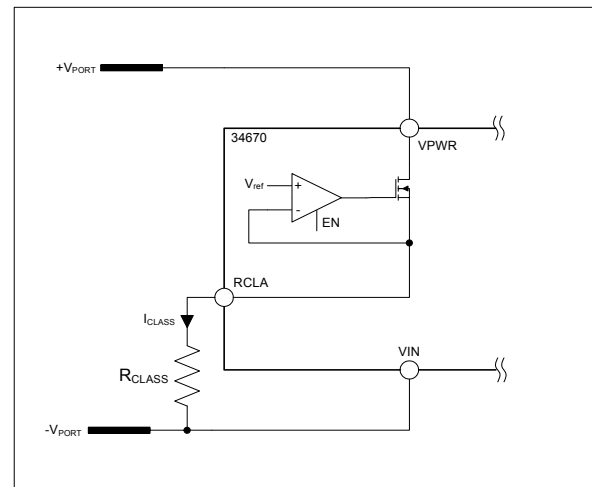 +VPORT
34670
VPWR
Vref
+
-
EN
RCLA
ICLASS
VIN
RCLASS
-VPORT